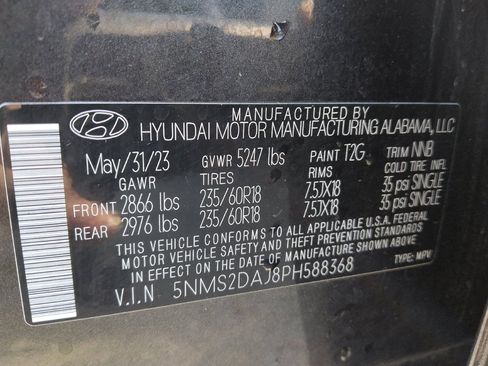 MANUFACTURED BY
HYUNDAI MOTOR MANUFACTURING ALABAMA, LLC
May/31/23 GVWR 5247 lbs PAINT T2G TRIM NNB
GAWR TIRES RIMS COLD TIRE INFL
FRONT 2866 lbs 235/60R18 7.5JX18 35 psi SINGLE
REAR 2976 lbs 235/60R18 7.5JX18 35 psi SINGLE
THIS VEHICLE CONFORMS TO ALL APPLICABLE U.S.A. FEDERAL
MOTOR VEHICLE SAFETY AND THEFT PREVENTION STANDARDS
IN EFFECT ON THE DATE OF MANUFACTURE SHOWN ABOVE.
V.I.N 5NMS2DAJ8PH588368 TYPE: MPV